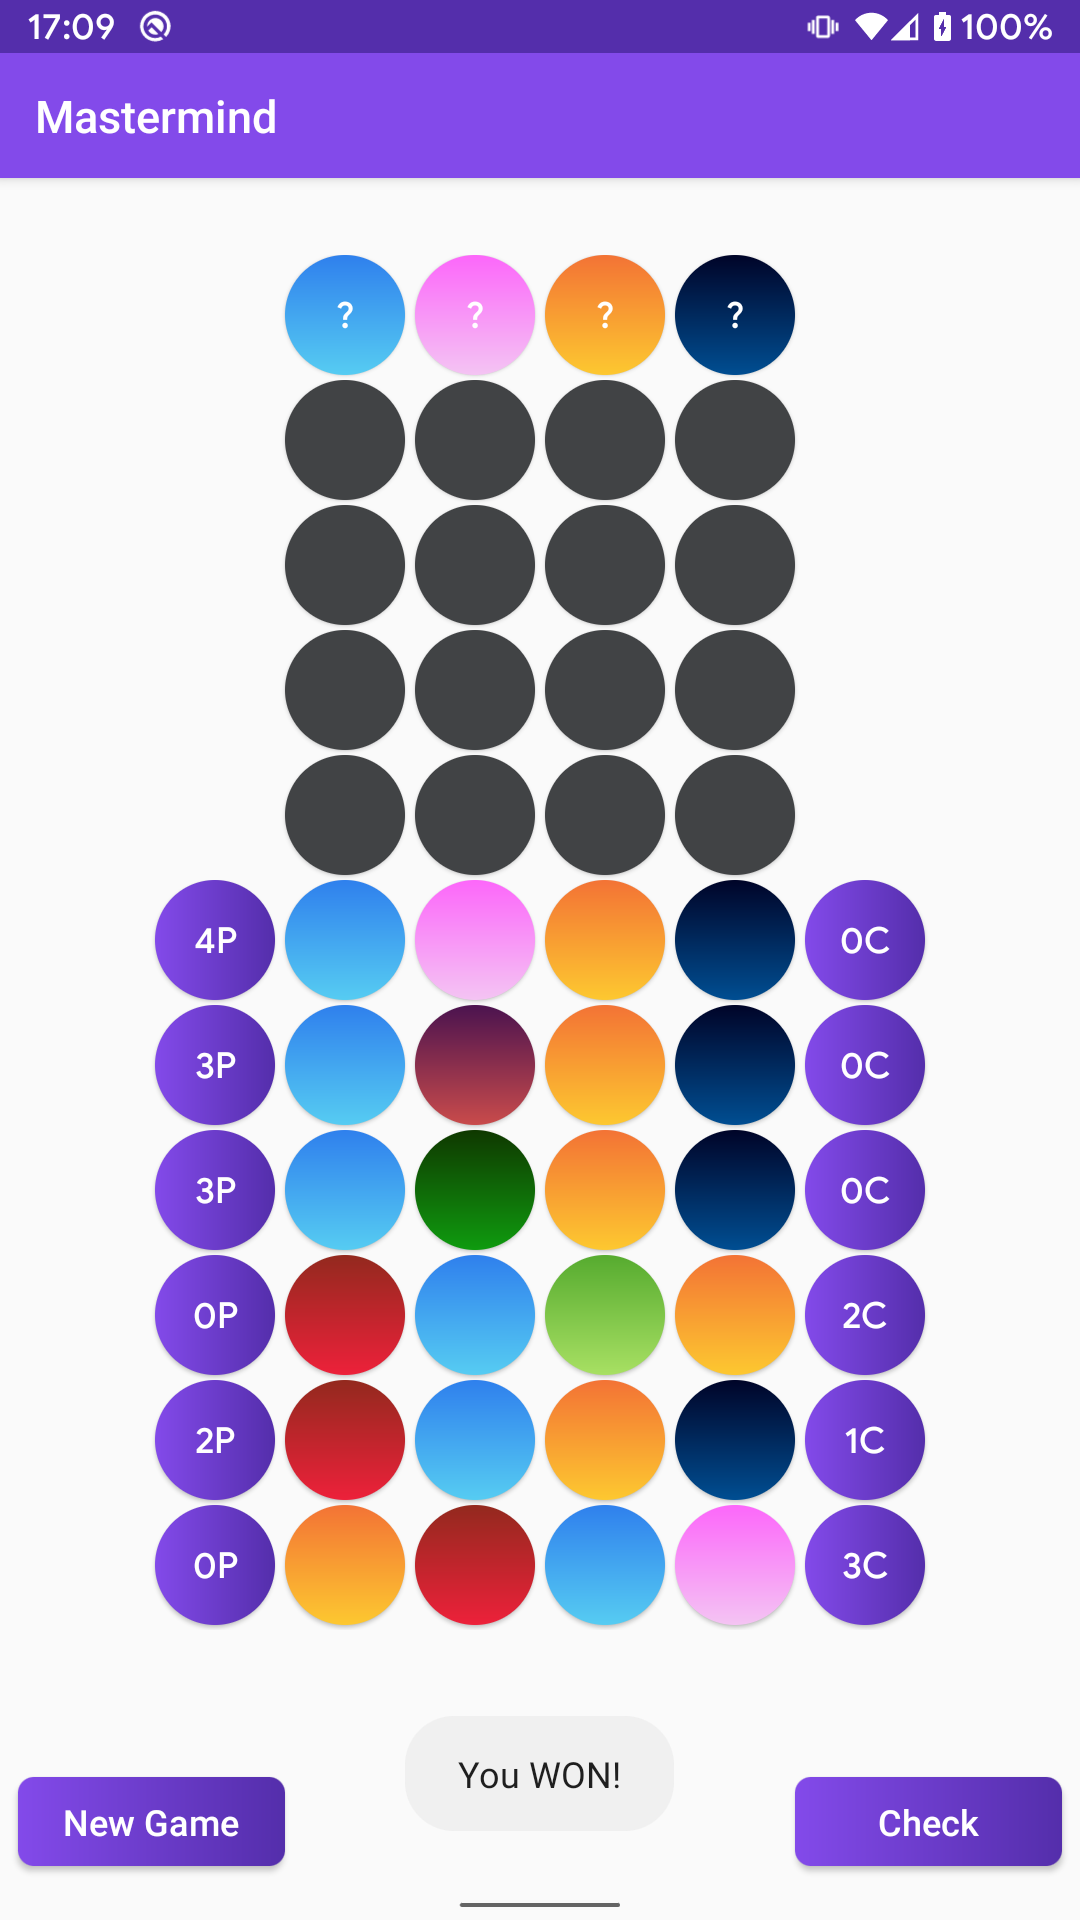 17:09 100%
Mastermind
? ? ? ?
4P 0C
3P 0C
3P 0C
0P 2C
2P 1C
0P 3C
You WON!
New Game Check